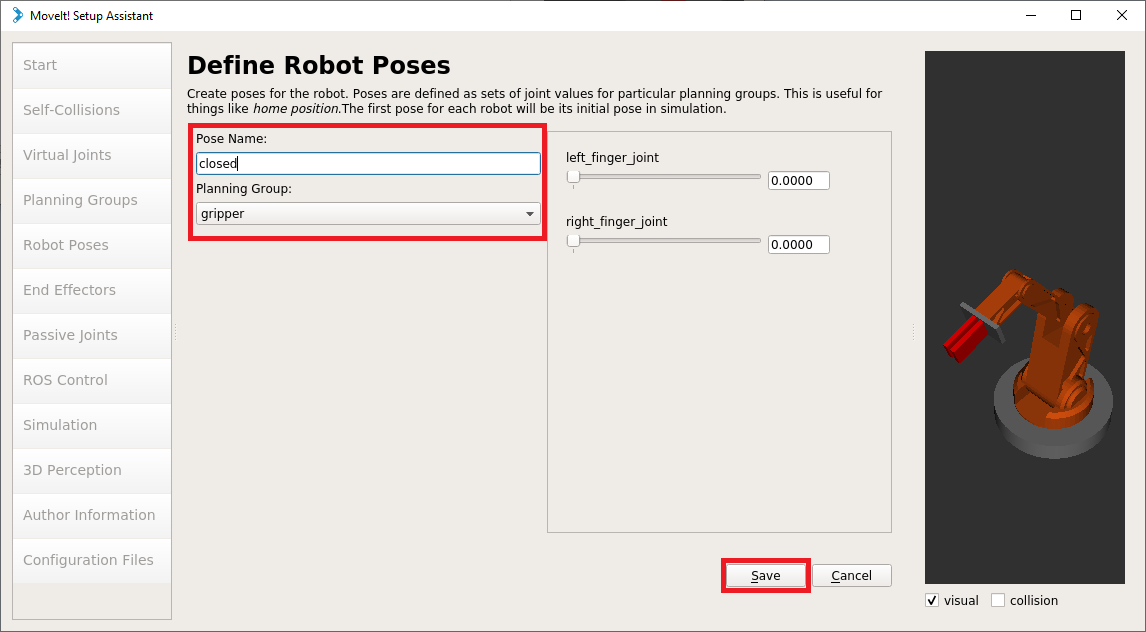 MoveIt! Setup Assistant
Start
Self-Collisions
Virtual Joints
Planning Groups
Robot Poses
End Effectors
Passive Joints
ROS Control
Simulation
3D Perception
Author Information
Configuration Files
Define Robot Poses
Create poses for the robot. Poses are defined as sets of joint values for particular planning groups. This is useful for
things like home position.The first pose for each robot will be its initial pose in simulation.
Pose Name:
closed
Planning Group:
gripper
left_finger_joint
0.0000
right_finger_joint
0.0000
Save
Cancel
visual
collision